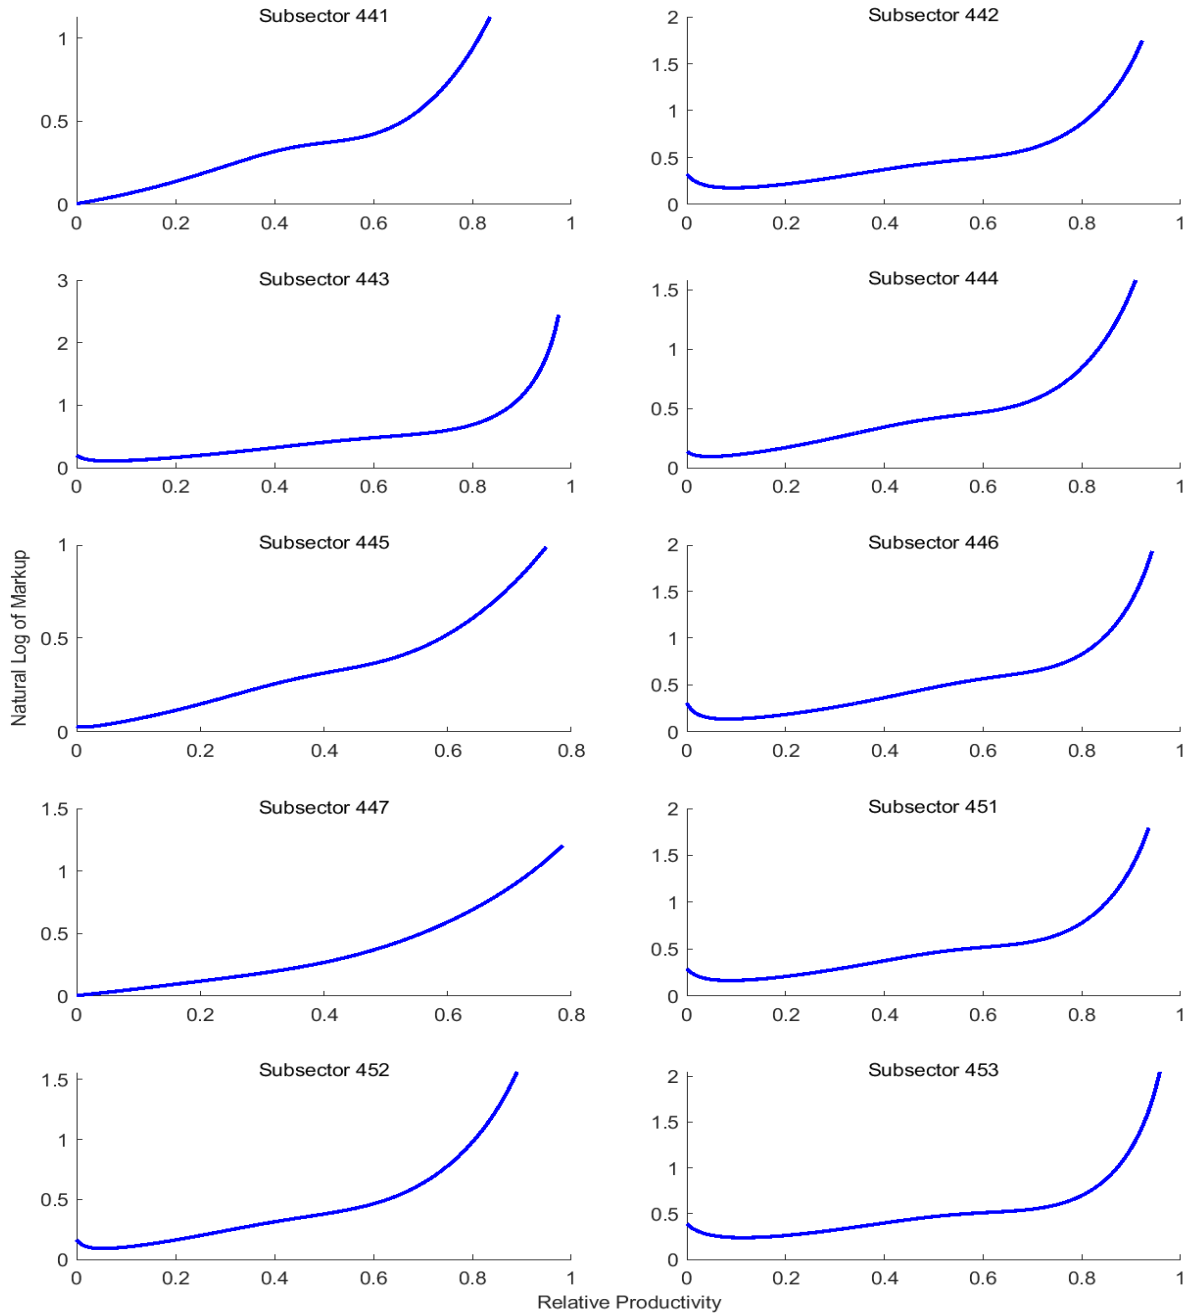 Subsector 441
1
0.5
0
0 0.2 0.4 0.6 0.8 1
Subsector 442
2
1.5
1
0.5
0
0 0.2 0.4 0.6 0.8 1
Subsector 443
3
2
1
0
0 0.2 0.4 0.6 0.8 1
Subsector 444
1.5
1
0.5
0
0 0.2 0.4 0.6 0.8 1
Natural Log of Markup
Subsector 445
1
0.5
0
0 0.2 0.4 0.6 0.8
Subsector 446
2
1.5
1
0.5
0
0 0.2 0.4 0.6 0.8 1
Subsector 447
1.5
1
0.5
0
0 0.2 0.4 0.6 0.8
Subsector 451
2
1.5
1
0.5
0
0 0.2 0.4 0.6 0.8 1
Subsector 452
1.5
1
0.5
0
0 0.2 0.4 0.6 0.8 1
Subsector 453
2
1.5
1
0.5
0
0 0.2 0.4 0.6 0.8 1
Relative Productivity